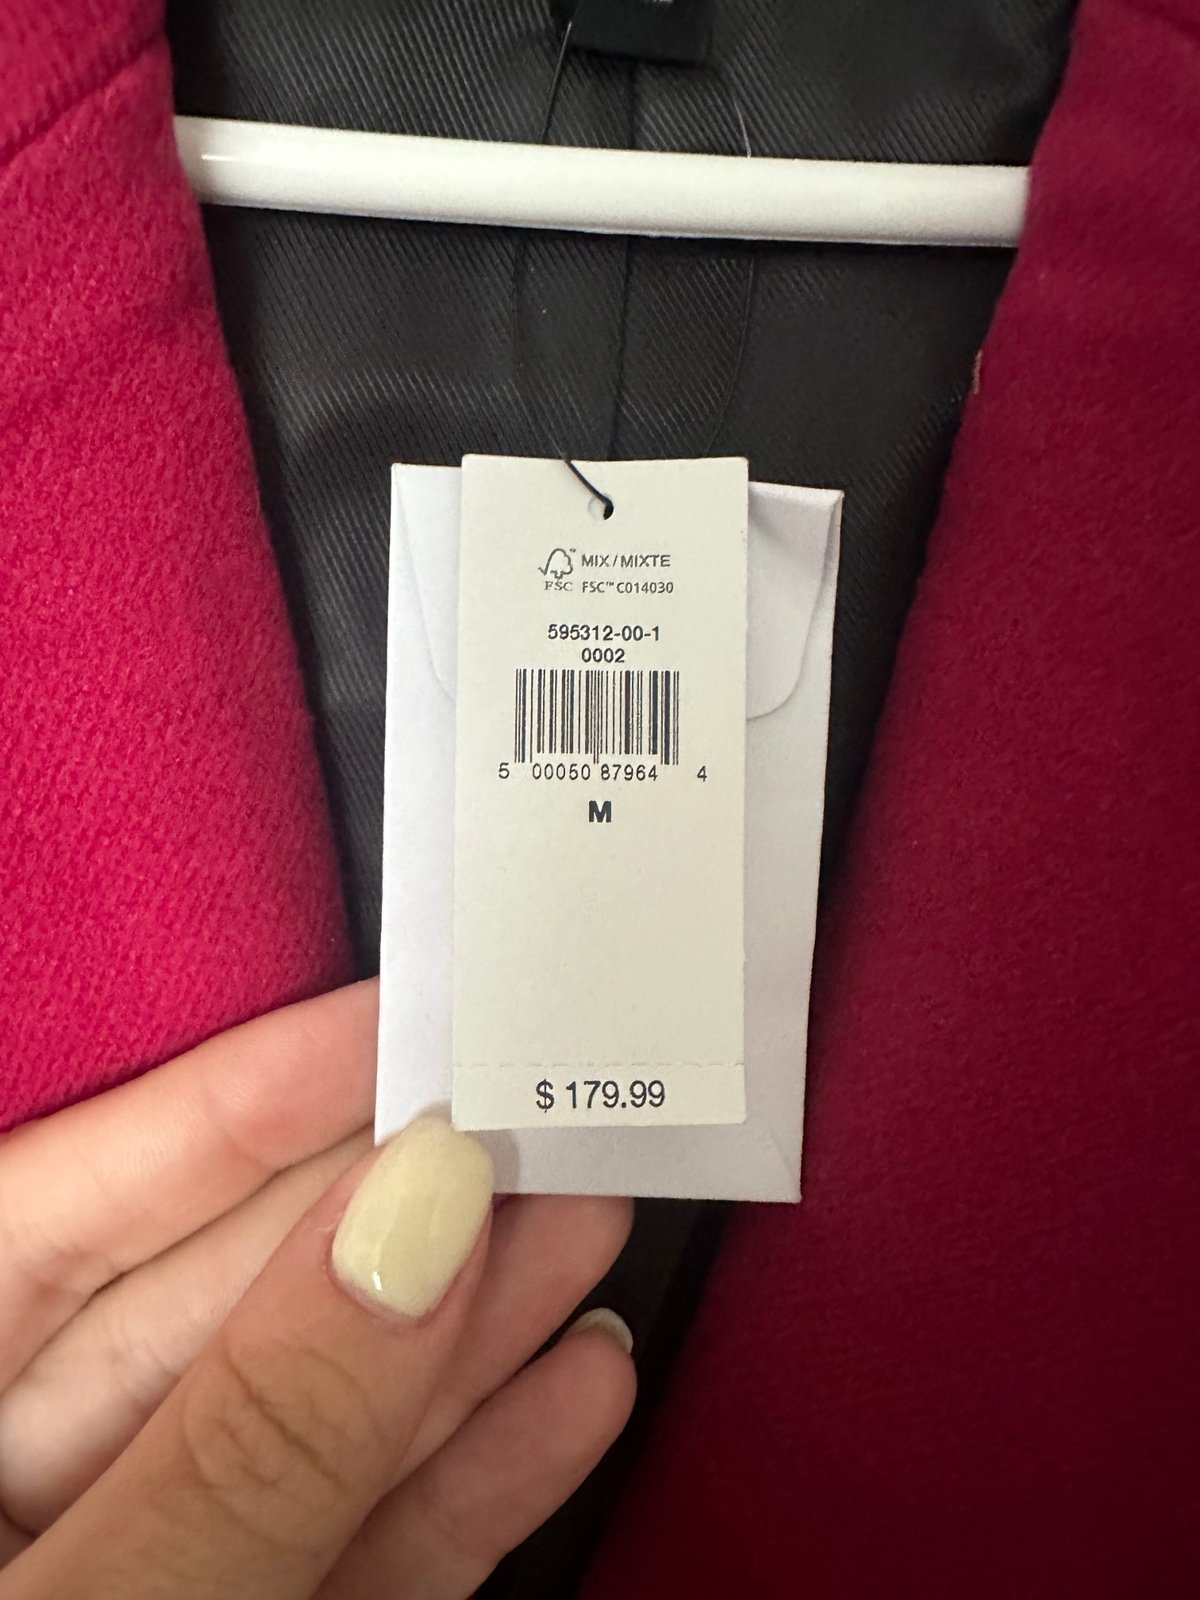 MIX/MIXTE
FSC FSC™ C014030
595312-00-1
0002
5 00050 87964 4
M
$ 179.99